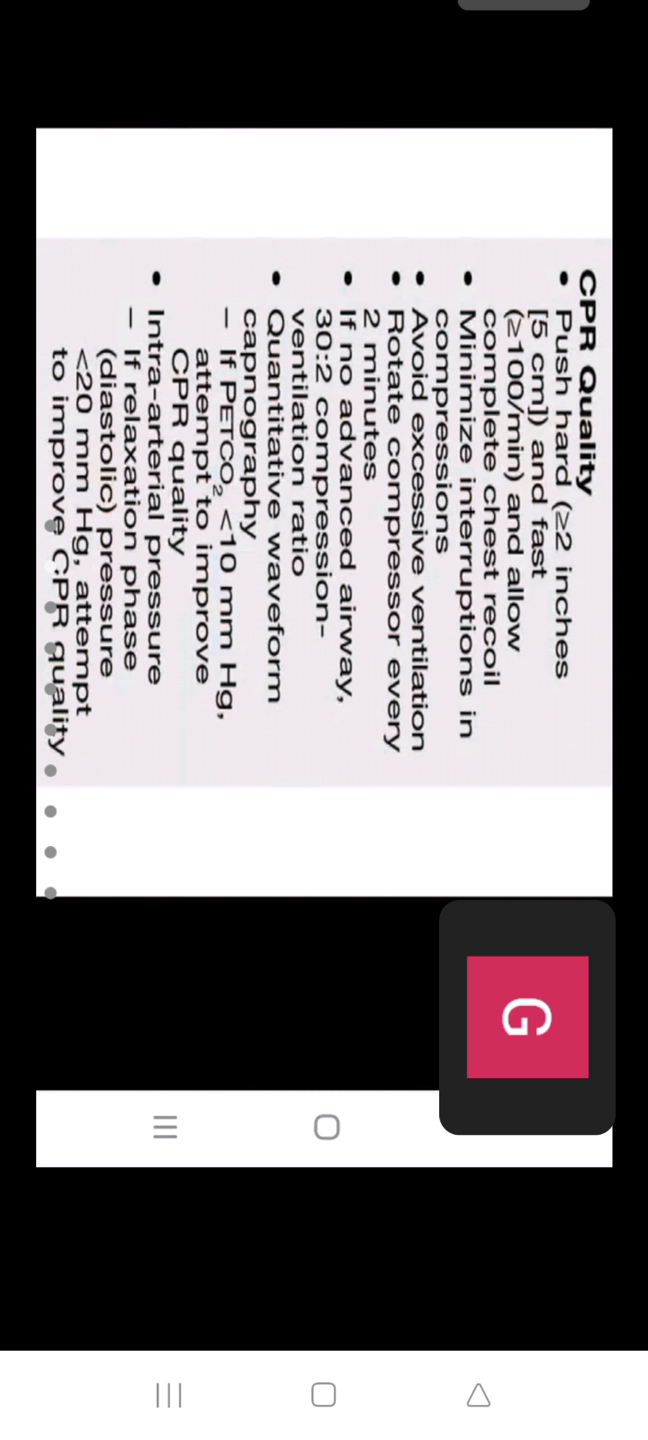 CPR Quality
• Push hard (≥2 inches
[5 cm]) and fast
(≥100/min) and allow
complete chest recoil
• Minimize interruptions in
compressions
• Avoid excessive ventilation
• Rotate compressor every
2 minutes
• If no advanced airway,
30:2 compression-
ventilation ratio
• Quantitative waveform
capnography
– If PETCO₂ <10 mm Hg,
attempt to improve
CPR quality
• Intra-arterial pressure
– If relaxation phase
(diastolic) pressure
<20 mm Hg, attempt
to improve CPR quality
G